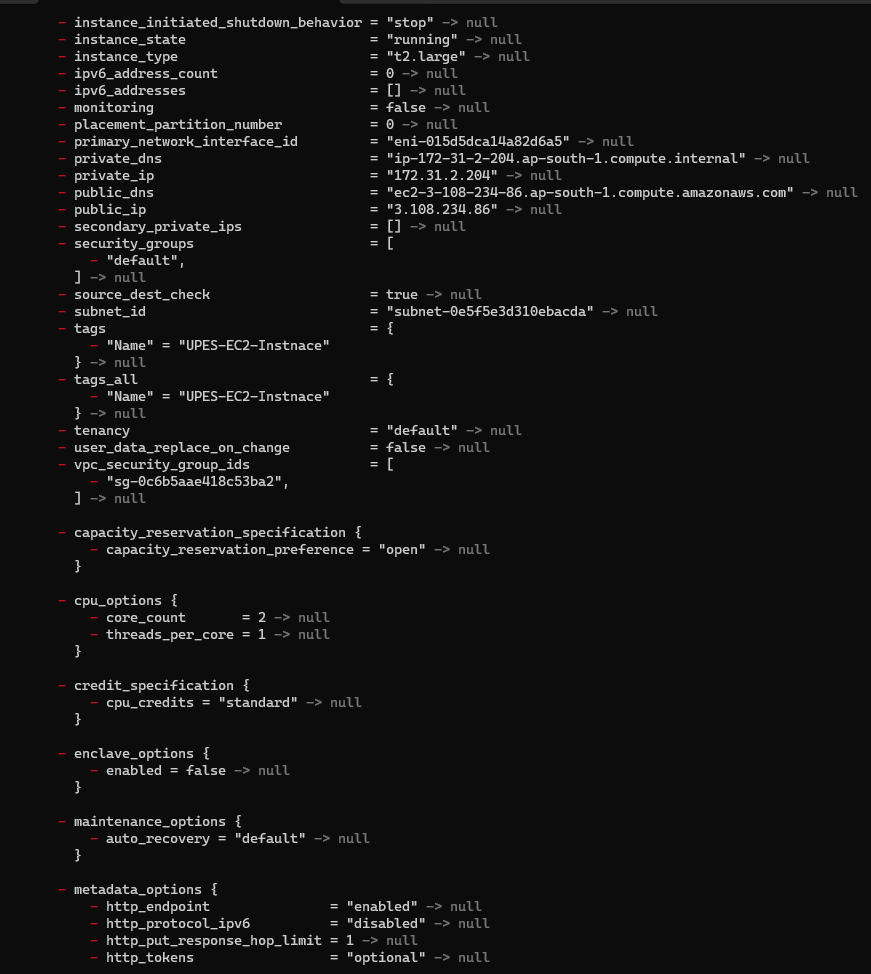 - instance_initiated_shutdown_behavior = "stop" -> null
- instance_state                       = "running" -> null
- instance_type                        = "t2.large" -> null
- ipv6_address_count                   = 0 -> null
- ipv6_addresses                       = [] -> null
- monitoring                           = false -> null
- placement_partition_number           = 0 -> null
- primary_network_interface_id         = "eni-015d5dca14a82d6a5" -> null
- private_dns                          = "ip-172-31-2-204.ap-south-1.compute.internal" -> null
- private_ip                           = "172.31.2.204" -> null
- public_dns                           = "ec2-3-108-234-86.ap-south-1.compute.amazonaws.com" -> null
- public_ip                            = "3.108.234.86" -> null
- secondary_private_ips                = [] -> null
- security_groups                      = [
    - "default",
  ] -> null
- source_dest_check                    = true -> null
- subnet_id                            = "subnet-0e5f5e3d310ebacda" -> null
- tags                                 = {
    - "Name" = "UPES-EC2-Instnace"
  } -> null
- tags_all                             = {
    - "Name" = "UPES-EC2-Instnace"
  } -> null
- tenancy                              = "default" -> null
- user_data_replace_on_change          = false -> null
- vpc_security_group_ids               = [
    - "sg-0c6b5aae418c53ba2",
  ] -> null
- capacity_reservation_specification {
    - capacity_reservation_preference = "open" -> null
  }
- cpu_options {
    - core_count       = 2 -> null
    - threads_per_core = 1 -> null
  }
- credit_specification {
    - cpu_credits = "standard" -> null
  }
- enclave_options {
    - enabled = false -> null
  }
- maintenance_options {
    - auto_recovery = "default" -> null
  }
- metadata_options {
    - http_endpoint               = "enabled" -> null
    - http_protocol_ipv6          = "disabled" -> null
    - http_put_response_hop_limit = 1 -> null
    - http_tokens                 = "optional" -> null